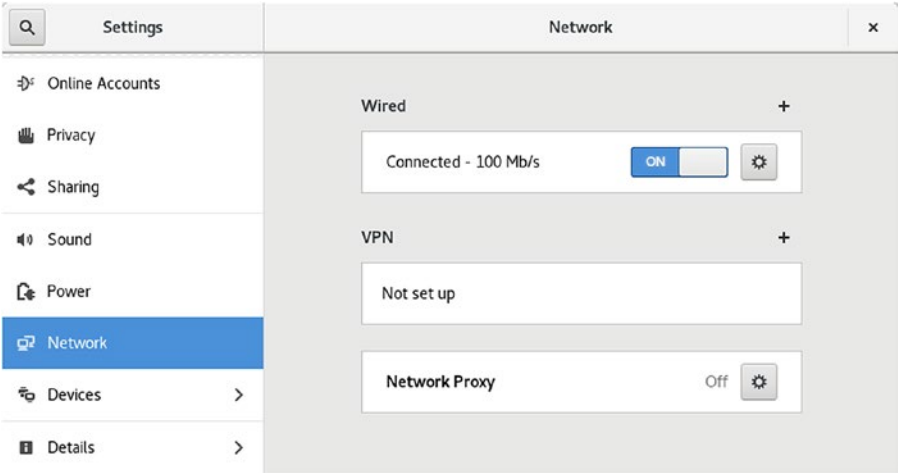 Settings
Network
×
Online Accounts
Privacy
Sharing
Sound
Power
Network
Devices
Details
Wired
+
Connected - 100 Mb/s
ON
VPN
+
Not set up
Network Proxy
Off